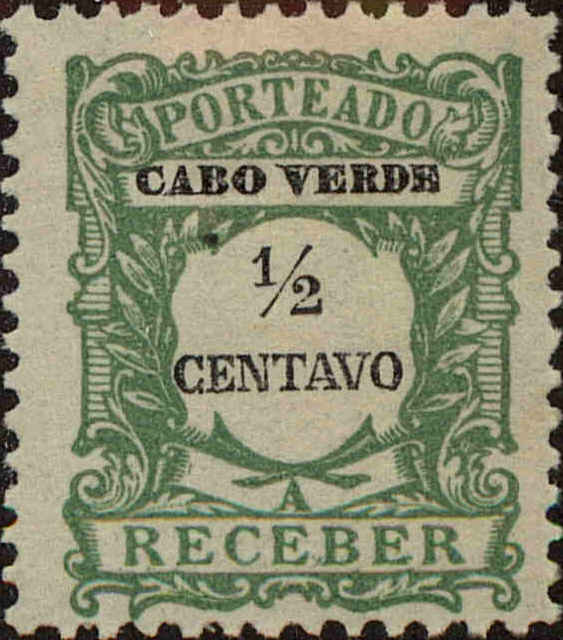 PORTEADO
CABO VERDE
½
CENTAVO
A
RECEBER